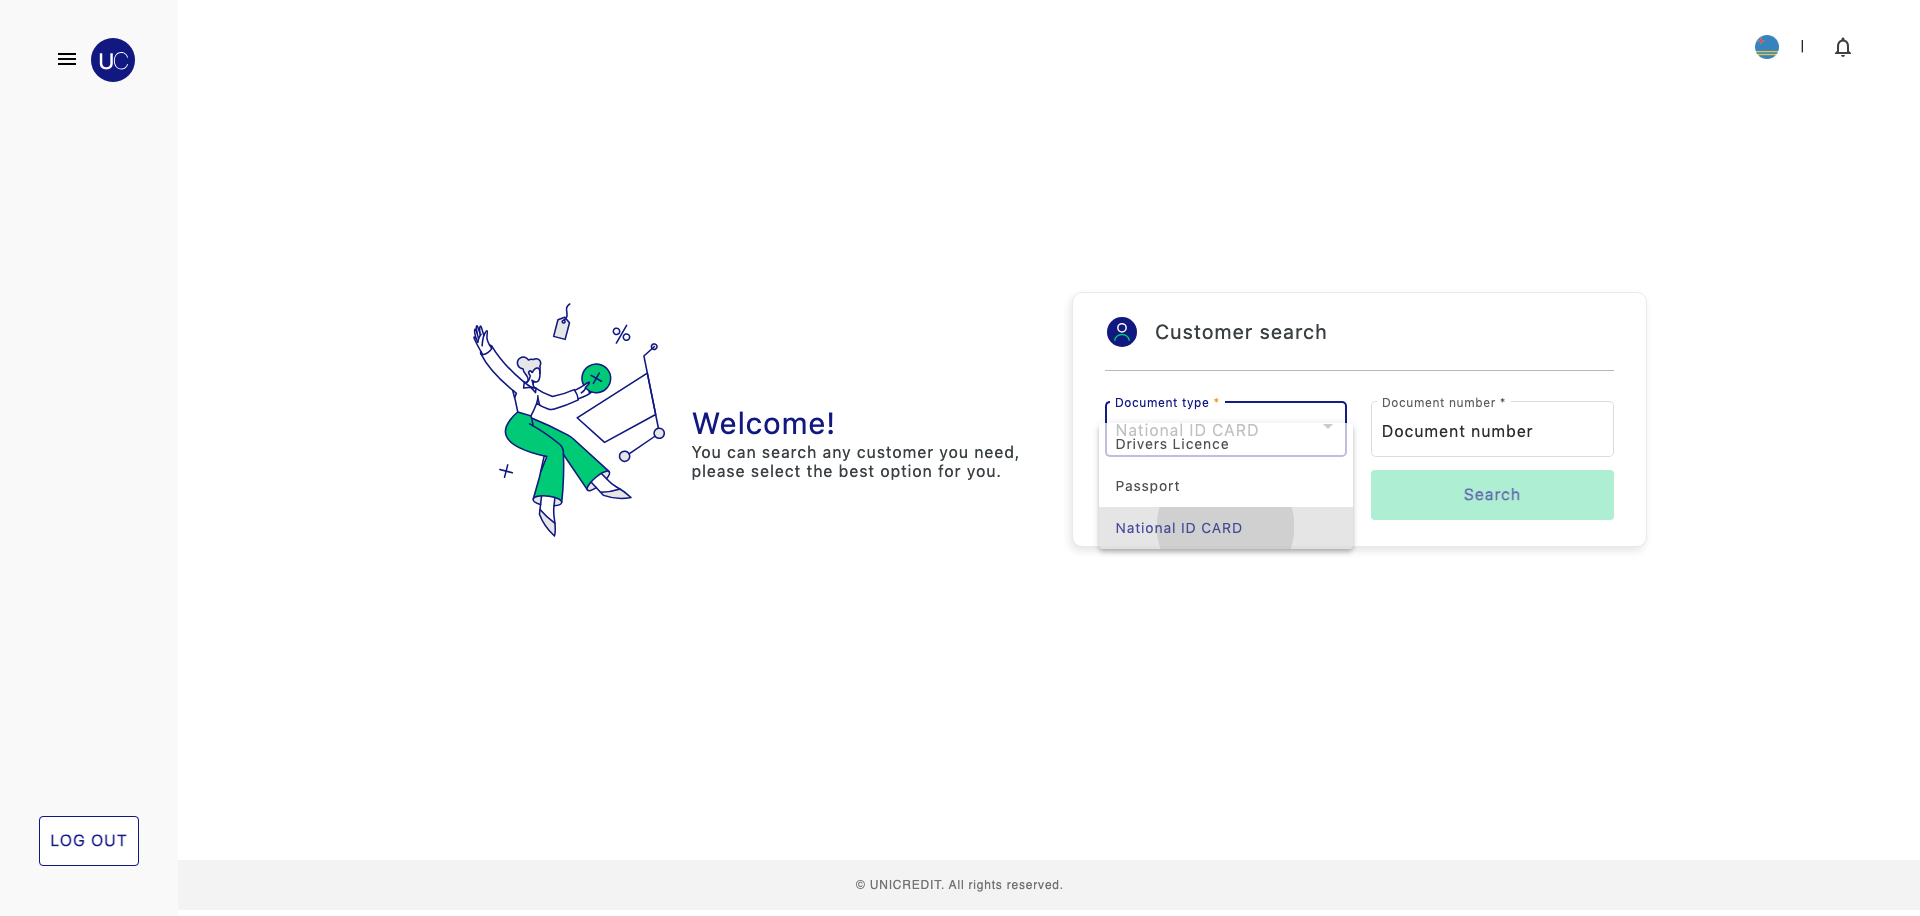 UC
Customer search
Document type *
National ID CARD
Drivers Licence
Passport
National ID CARD
Document number *
Document number
Search
Welcome!
You can search any customer you need,
please select the best option for you.
LOG OUT
© UNICREDIT. All rights reserved.